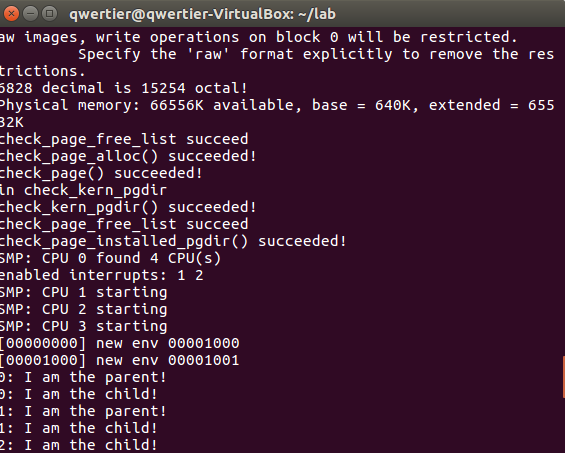 qwertier@qwertier-VirtualBox: ~/lab
aw images, write operations on block 0 will be restricted.
Specify the 'raw' format explicitly to remove the res
trictions.
6828 decimal is 15254 octal!
Physical memory: 66556K available, base = 640K, extended = 655
32K
check_page_free_list succeed
check_page_alloc() succeeded!
check_page() succeeded!
in check_kern_pgdir
check_kern_pgdir() succeeded!
check_page_free_list succeed
check_page_installed_pgdir() succeeded!
SMP: CPU 0 found 4 CPU(s)
enabled interrupts: 1 2
SMP: CPU 1 starting
SMP: CPU 2 starting
SMP: CPU 3 starting
[00000000] new env 00001000
[00001000] new env 00001001
0: I am the parent!
0: I am the child!
1: I am the parent!
1: I am the child!
2: I am the child!